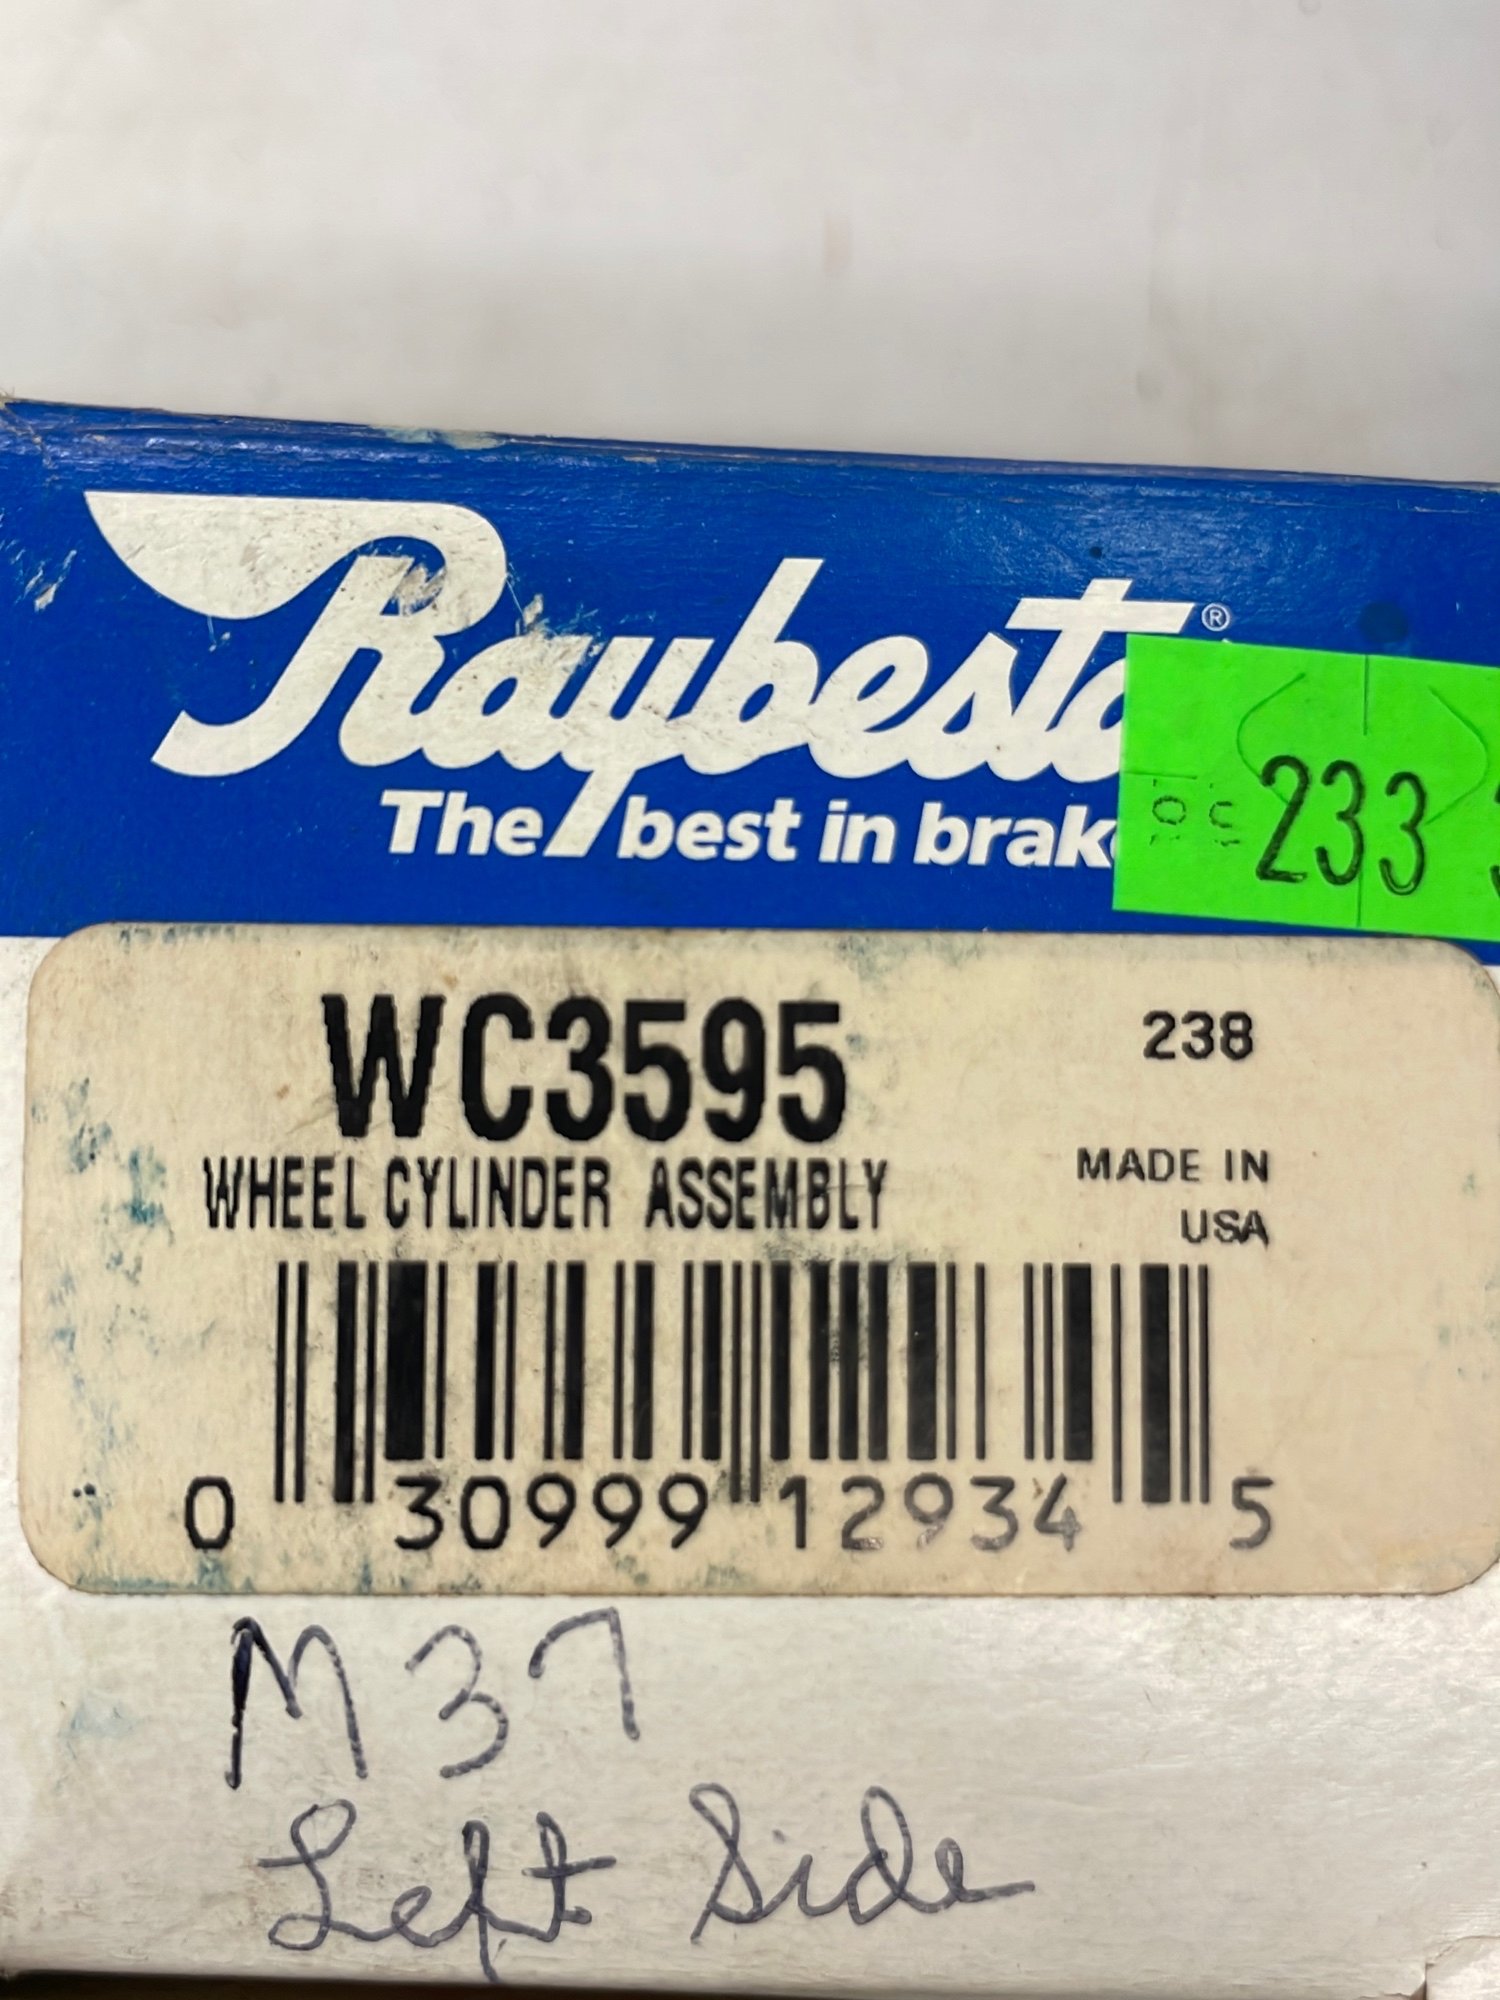 Raybestos®
The best in brak
233
WC3595
238
WHEEL CYLINDER ASSEMBLY
MADE IN
USA
0 30999 12934 5
M37
Left Side